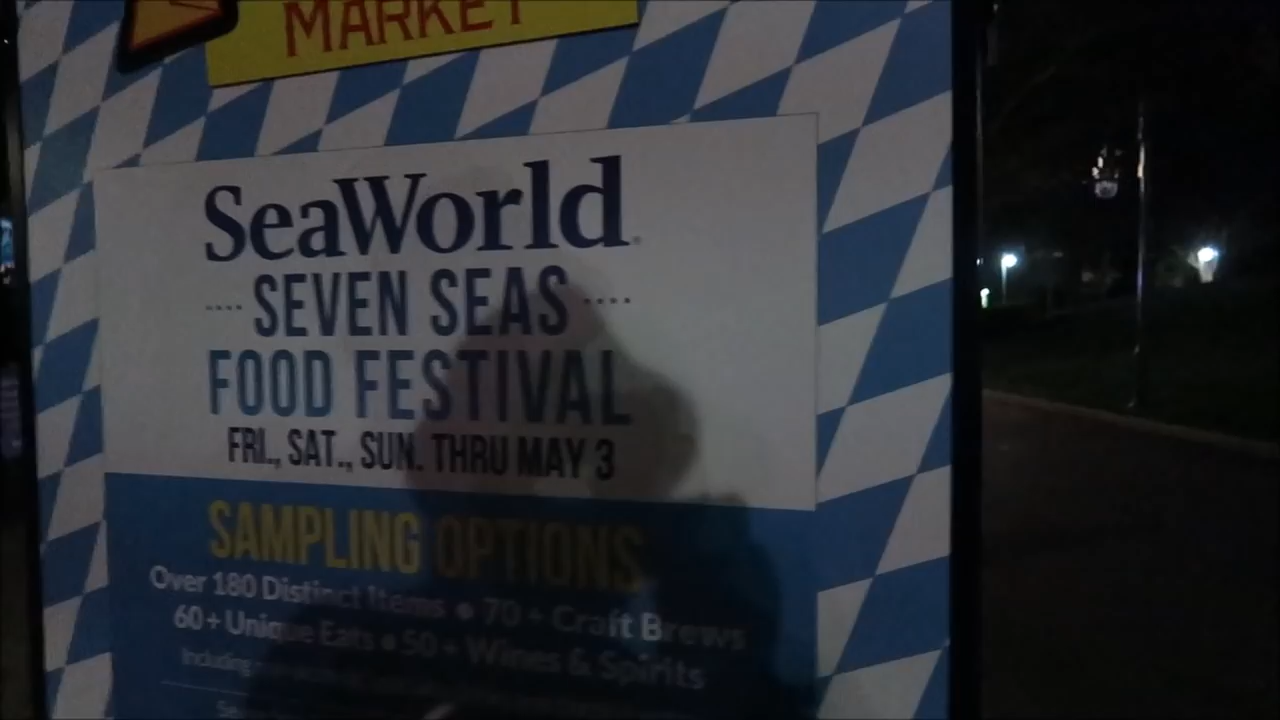 MARKET
SeaWorld
SEVEN SEAS
FOOD FESTIVAL
FRI., SAT., SUN. THRU MAY 3
SAMPLING OPTIONS
Over 180 Distinct Items • 70+ Craft Brews
60+ Unique Eats • 50+ Wines & Spirits
Including